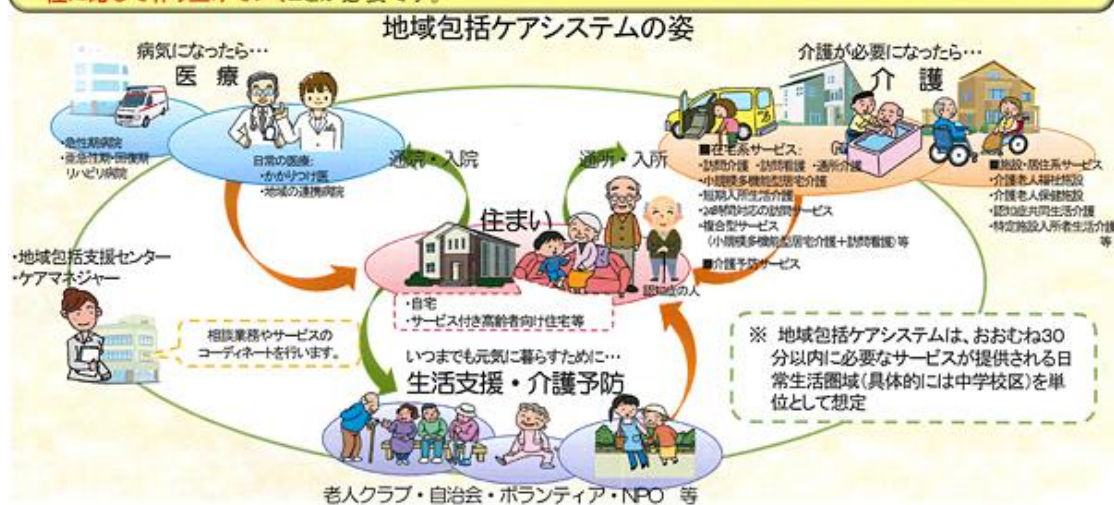 地域包括ケアシステムの姿
病気になったら…
医 療
介護が必要になったら…
介 護
・急性期病院
・亜急性期・回復期
リハビリ病院
日常の医療:
・かかりつけ医
・地域の連携病院
通院・入院
通所・入所
■在宅系サービス:
・訪問介護 ・訪問看護 ・通所介護
・小規模多機能型居宅介護
・短期入所生活介護
・24時間対応の訪問サービス
・複合型サービス
(小規模多機能型居宅介護+訪問看護)等
■介護予防サービス
■施設・居住系サービス
・介護老人福祉施設
・介護老人保健施設
・認知症共同生活介護
・特定施設入所者生活介護
等
住まい
認知症の人
・自宅
・サービス付き高齢者向け住宅等
・地域包括支援センター
・ケアマネジャー
相談業務やサービスの
コーディネートを行います。
いつまでも元気に暮らすために…
生活支援・介護予防
※ 地域包括ケアシステムは、おおむね30
分以内に必要なサービスが提供される日
常生活圏域(具体的には中学校区)を単
位として想定
老人クラブ・自治会・ボランティア・NPO 等